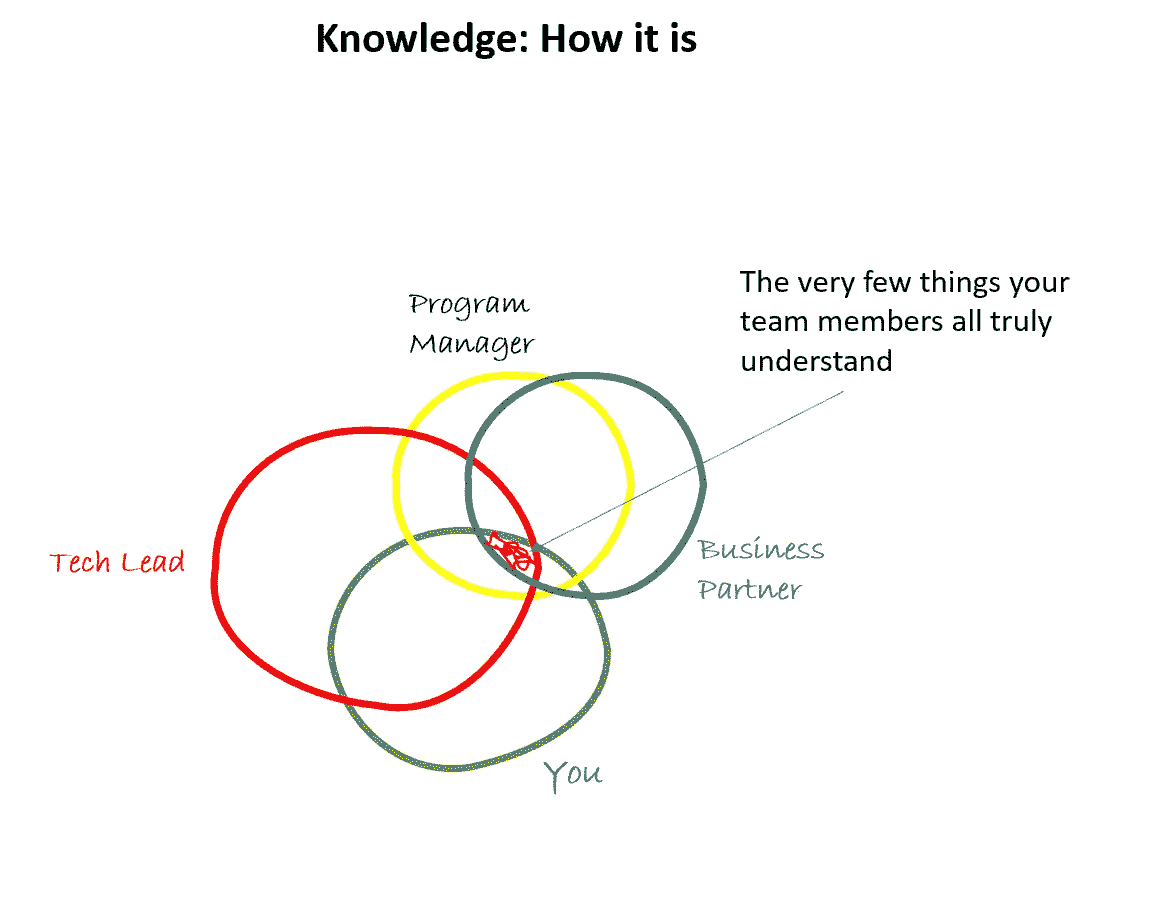 Knowledge: How it is
The very few things your
team members all truly
understand
Program
Manager
Tech Lead
Business
Partner
You